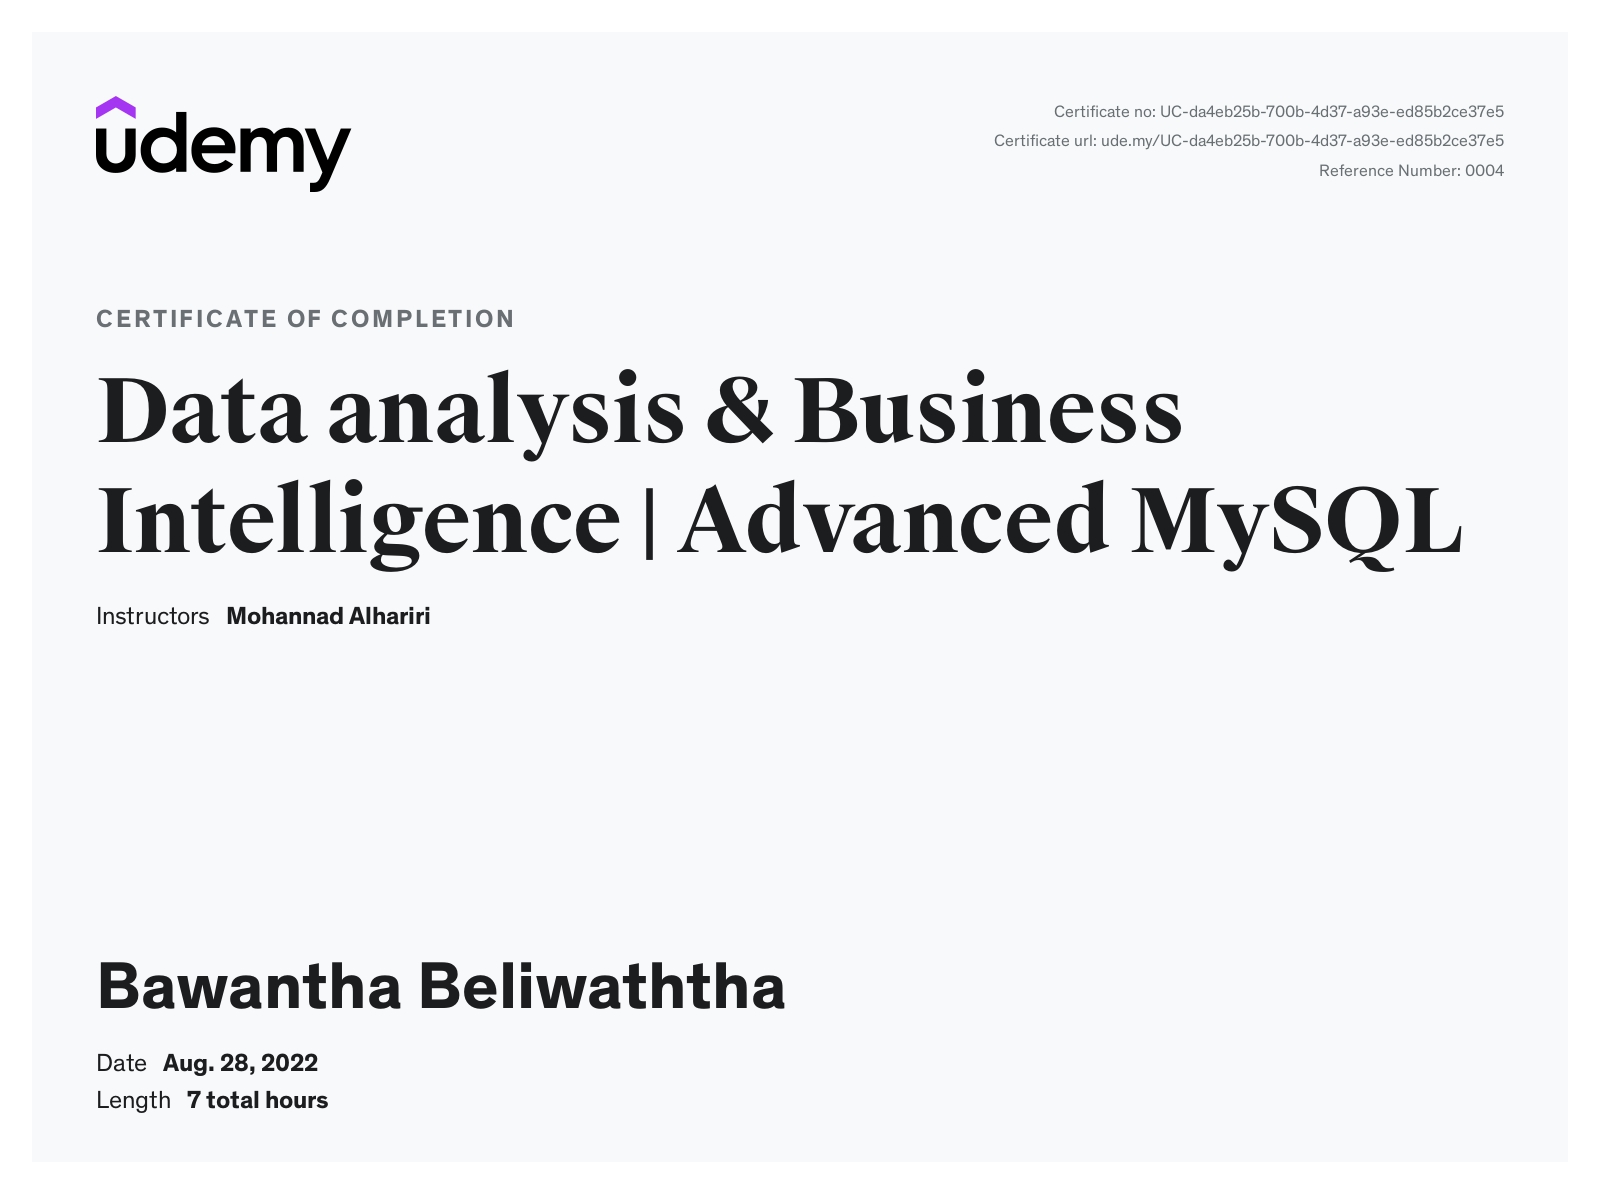 udemy
Certificate no: UC-da4eb25b-700b-4d37-a93e-ed85b2ce37e5
Certificate url: ude.my/UC-da4eb25b-700b-4d37-a93e-ed85b2ce37e5
Reference Number: 0004
CERTIFICATE OF COMPLETION
Data analysis & Business
Intelligence | Advanced MySQL
Instructors Mohannad Alhariri
Bawantha Beliwaththa
Date Aug. 28, 2022
Length 7 total hours